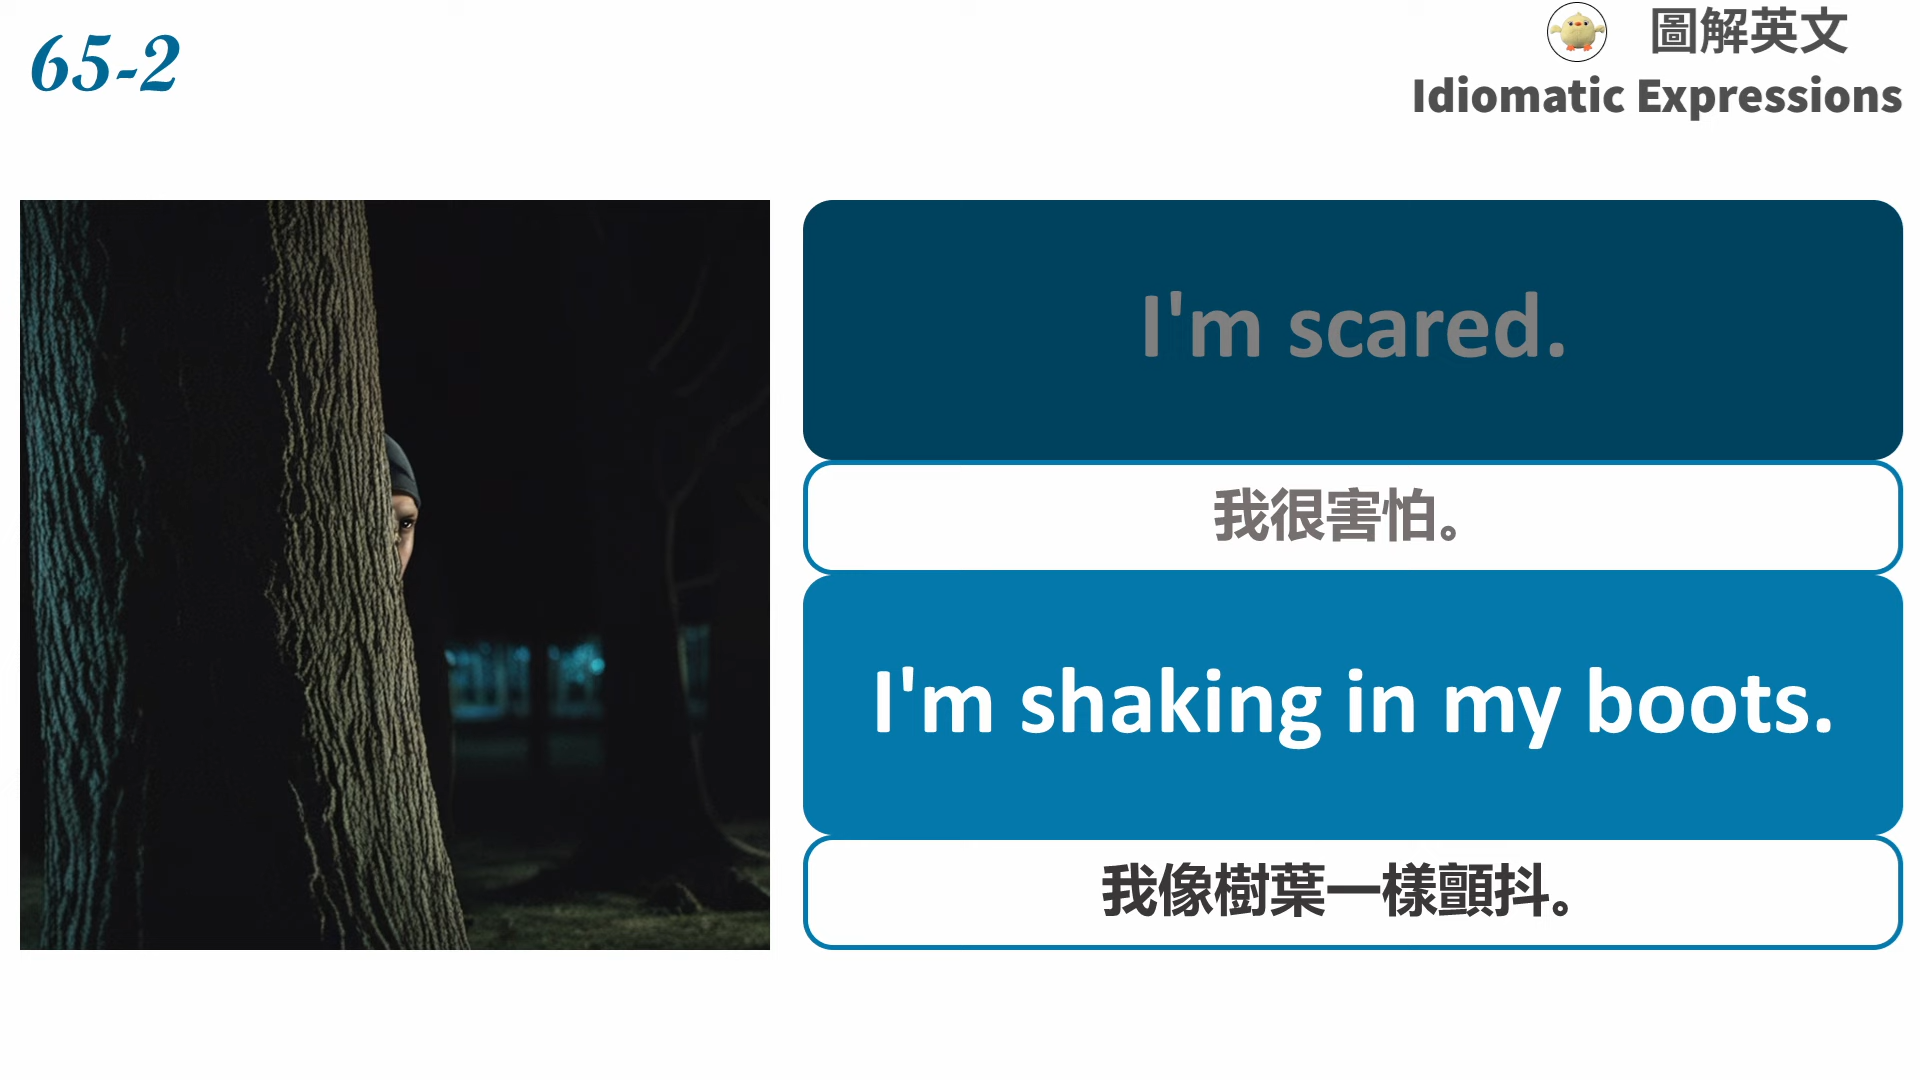 65-2
圖解英文
Idiomatic Expressions
I'm scared.
我很害怕。
I'm shaking in my boots.
我像樹葉一樣顫抖。